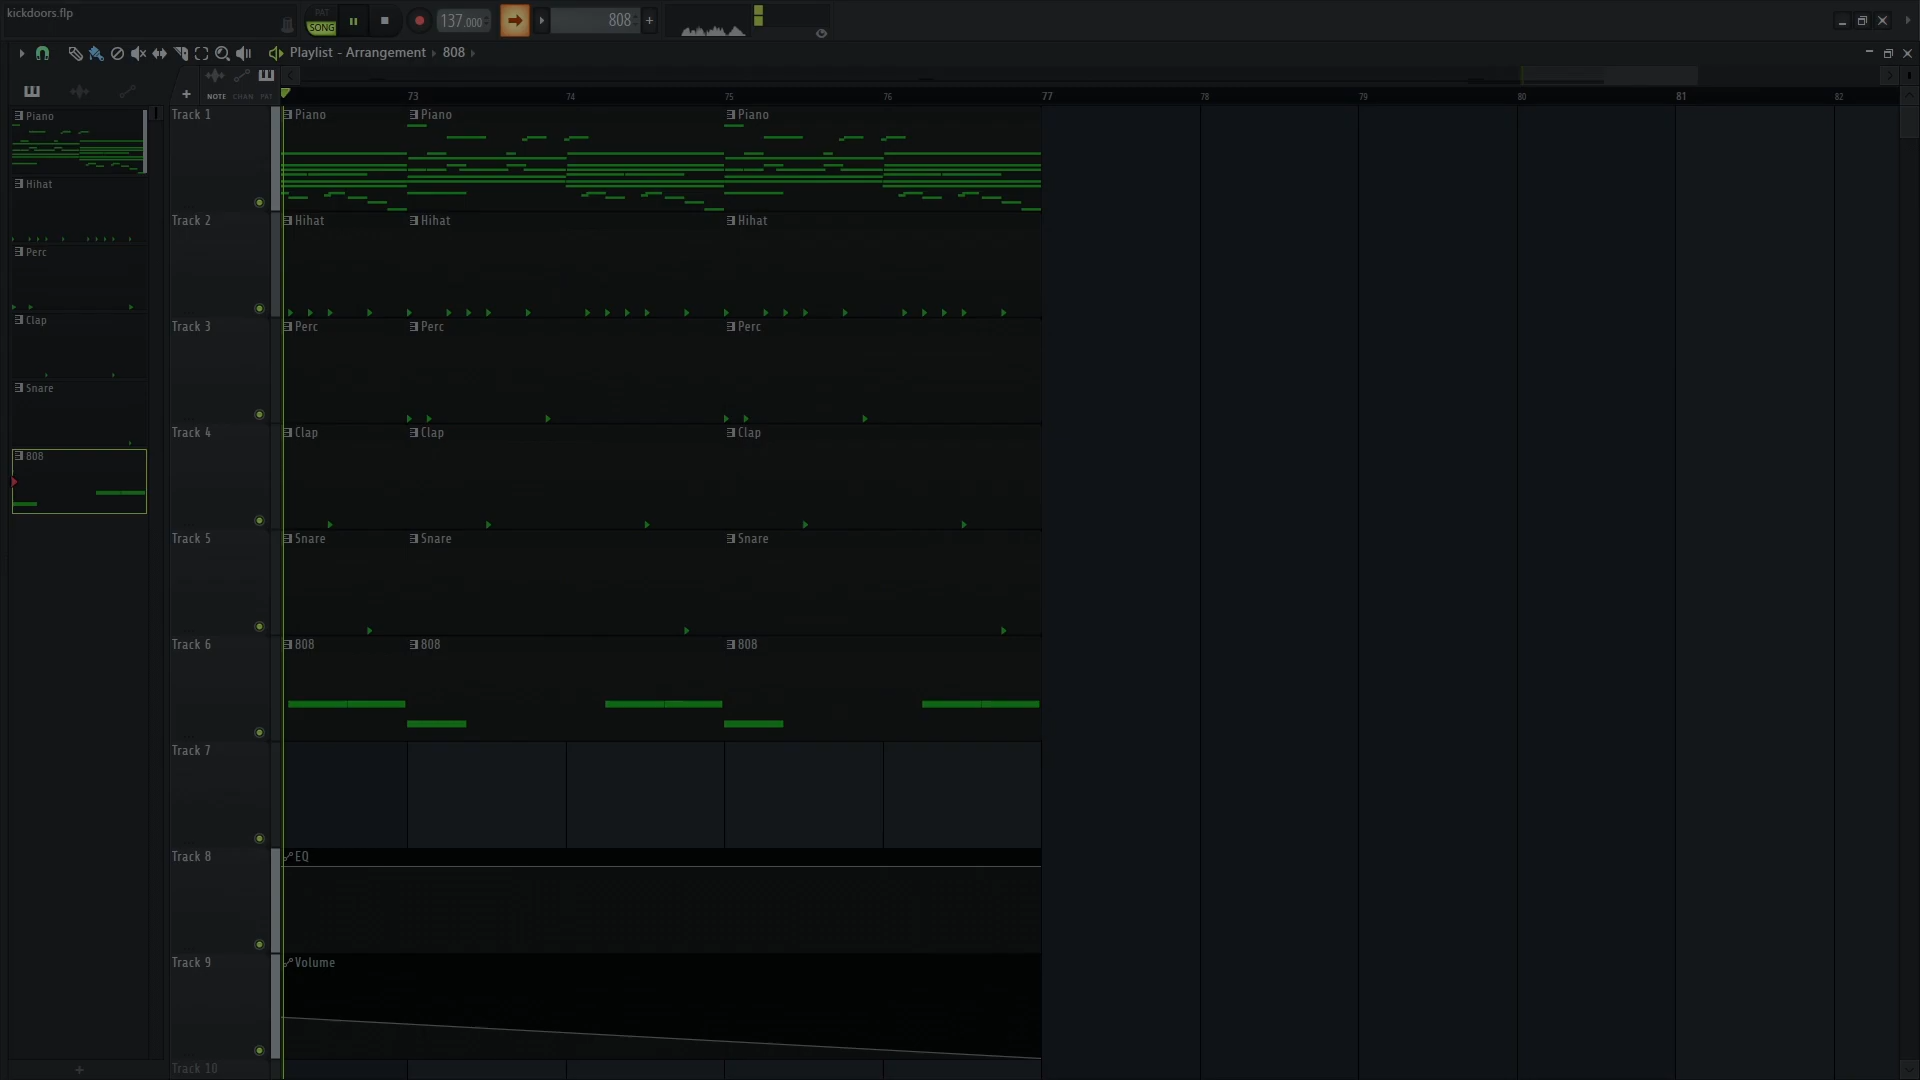 kickdoors.flp
PAT
SONG
137.000
808
+
Playlist - Arrangement › 808 ›
NOTE CHAN PAT
73 74 75 76 77 78 79 80 81 82
Piano
Hihat
Perc
Clap
Snare
808
+
Track 1
Piano Piano Piano
Track 2
Hihat Hihat Hihat
Track 3
Perc Perc Perc
Track 4
Clap Clap Clap
Track 5
Snare Snare Snare
Track 6
808 808 808
Track 7
Track 8
EQ
Track 9
Volume
Track 10